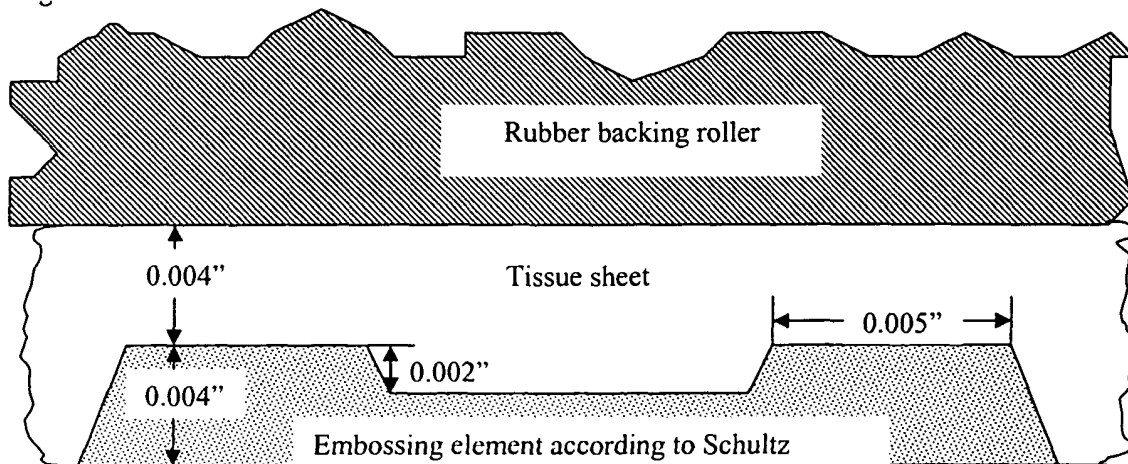 Rubber backing roller
0.004”
Tissue sheet
0.005”
0.002”
0.004”
Embossing element according to Schultz